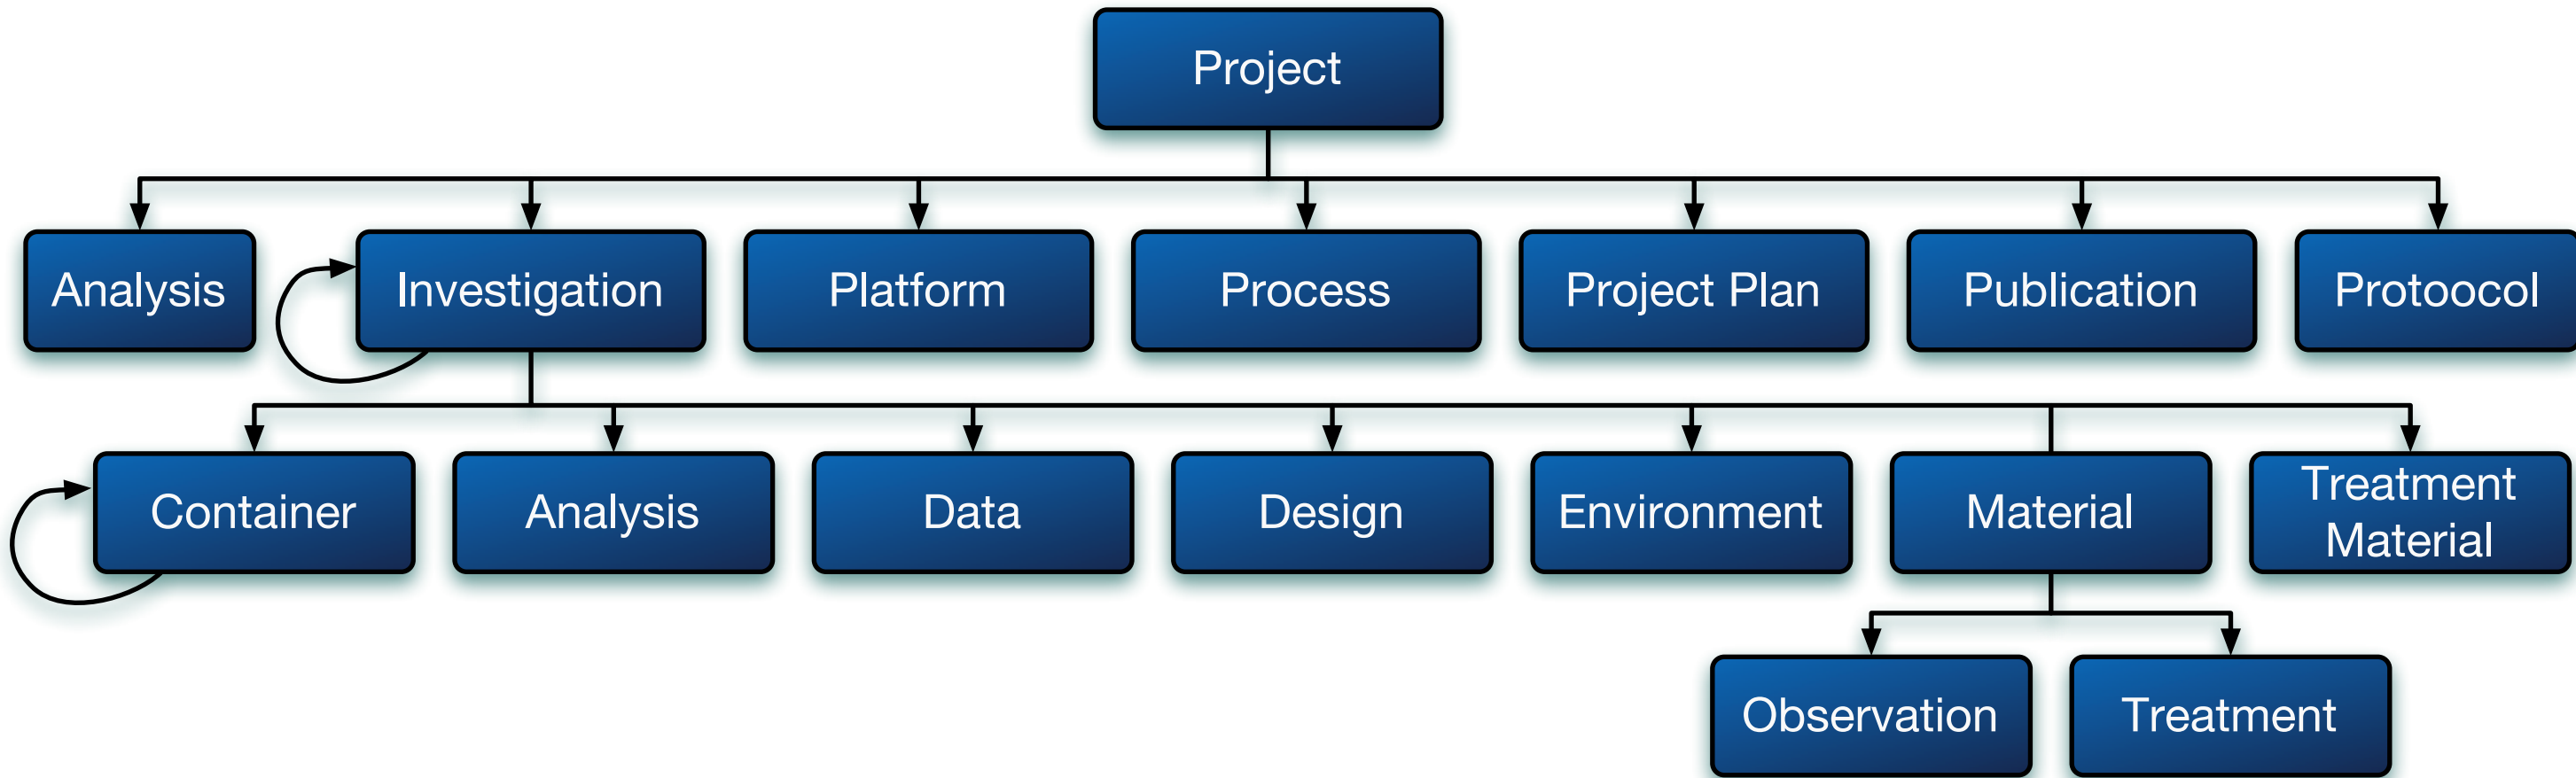 Project
Analysis
Investigation
Platform
Process
Project Plan
Publication
Protoocol
Container
Analysis
Data
Design
Environment
Material
Treatment
Material
Observation
Treatment